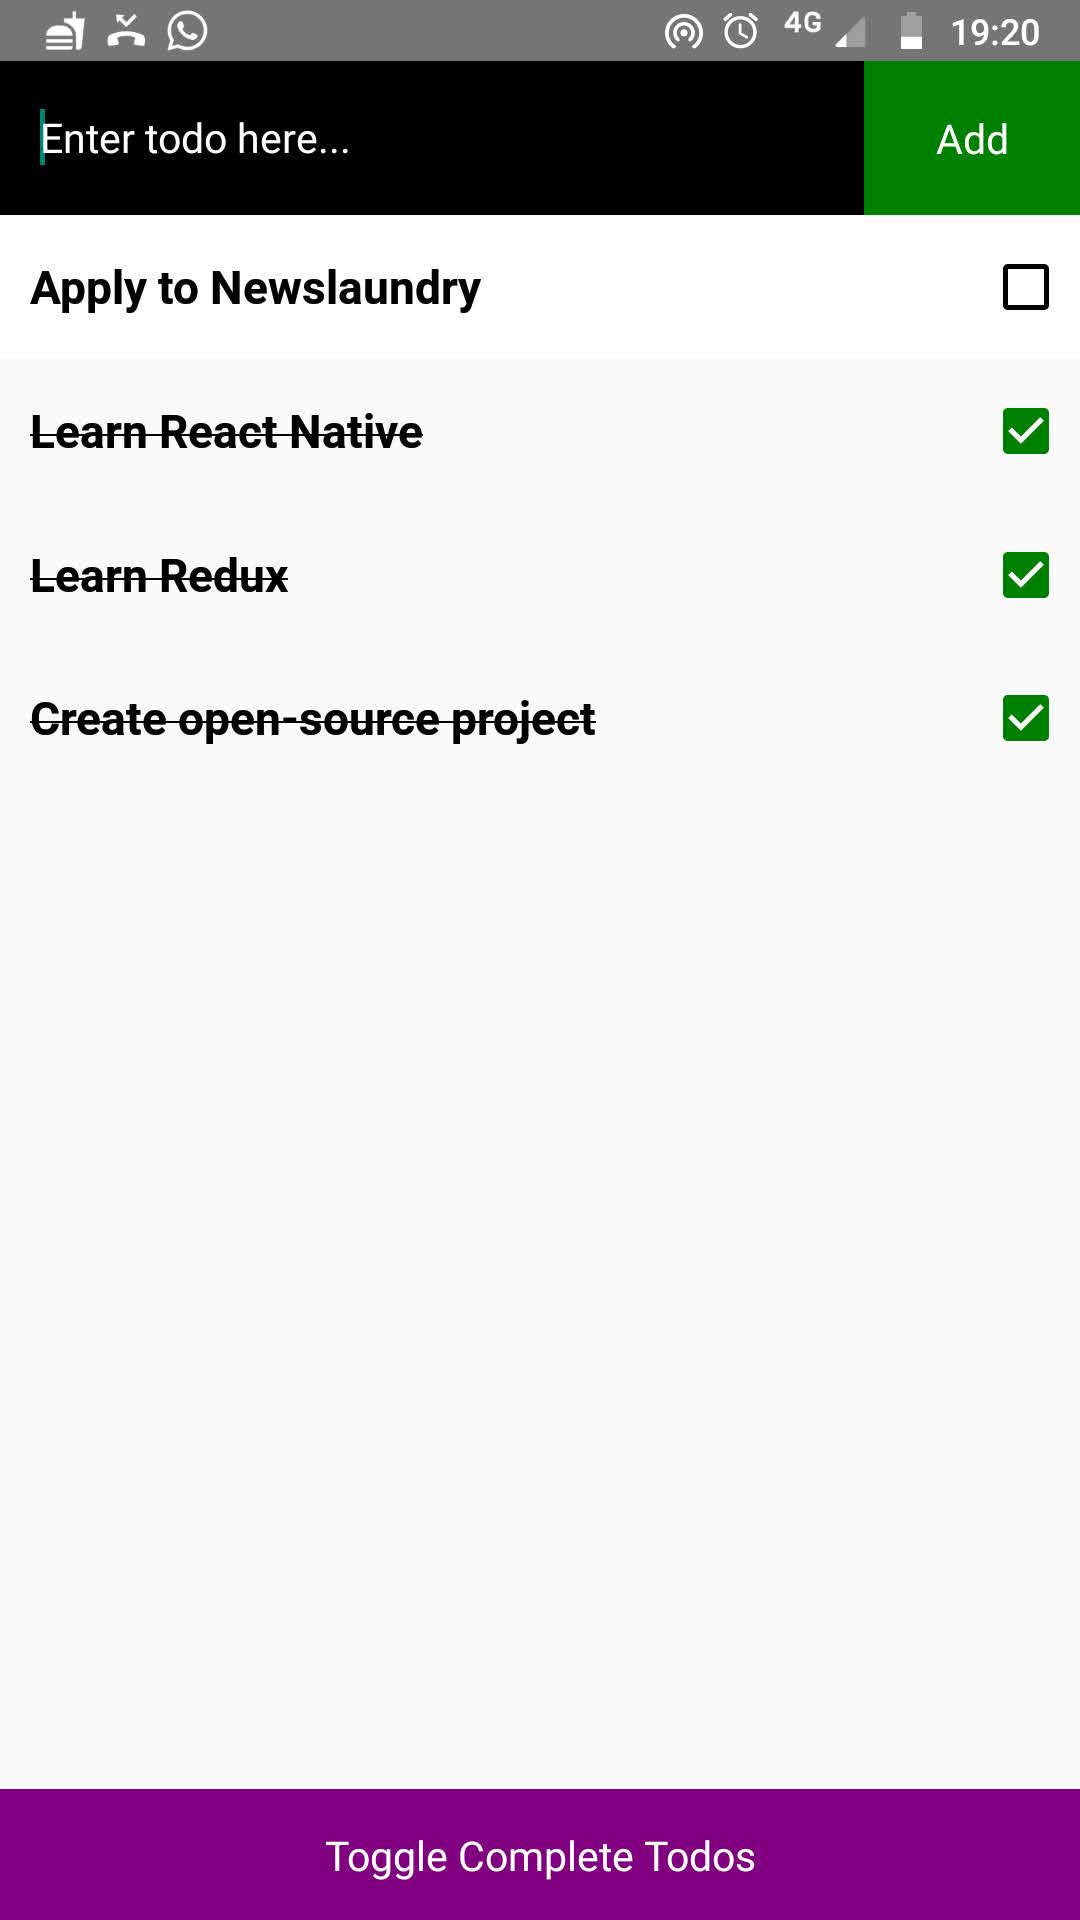 4G 19:20
Enter todo here... Add
Apply to Newslaundry
Learn React Native
Learn Redux
Create open-source project
Toggle Complete Todos